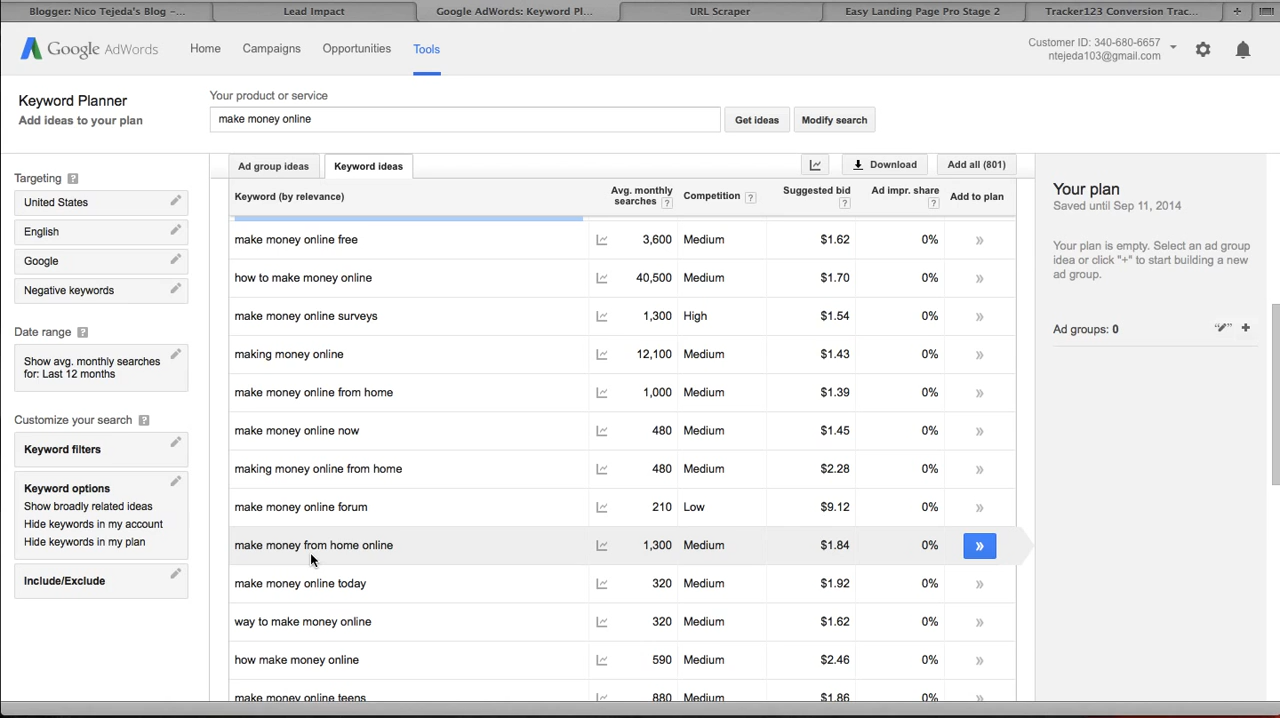 Blogger: Nico Tejeda's Blog – ...
Lead Impact
Google AdWords: Keyword Pl...
URL Scraper
Easy Landing Page Pro Stage 2
Tracker123 Conversion Trac...
+
Google AdWords
Home
Campaigns
Opportunities
Tools
Customer ID: 340-680-6657
ntejeda103@gmail.com
Keyword Planner
Add ideas to your plan
Your product or service
make money online
Get ideas
Modify search
Targeting ?
United States
English
Google
Negative keywords
Date range ?
Show avg. monthly searches
for: Last 12 months
Customize your search ?
Keyword filters
Keyword options
Show broadly related ideas
Hide keywords in my account
Hide keywords in my plan
Include/Exclude
Ad group ideas
Keyword ideas
Download
Add all (801)
Keyword (by relevance)
Avg. monthly
searches ?
Competition ?
Suggested bid
?
Ad impr. share
?
Add to plan
make money online free 3,600 Medium $1.62 0% »
how to make money online 40,500 Medium $1.70 0% »
make money online surveys 1,300 High $1.54 0% »
making money online 12,100 Medium $1.43 0% »
make money online from home 1,000 Medium $1.39 0% »
make money online now 480 Medium $1.45 0% »
making money online from home 480 Medium $2.28 0% »
make money online forum 210 Low $9.12 0% »
make money from home online 1,300 Medium $1.84 0% »
make money online today 320 Medium $1.92 0% »
way to make money online 320 Medium $1.62 0% »
how make money online 590 Medium $2.46 0% »
make money online teens 880 Medium $1.86 0% »
Your plan
Saved until Sep 11, 2014
Your plan is empty. Select an ad group
idea or click "+" to start building a new
ad group.
Ad groups: 0
+